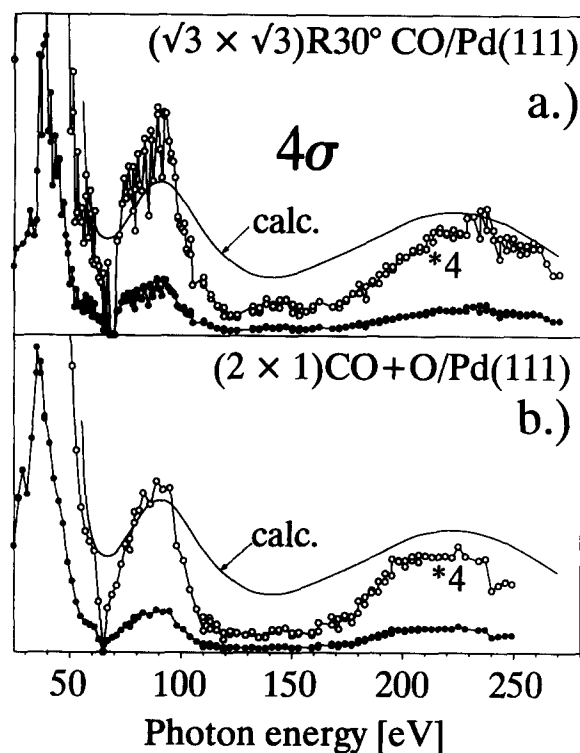 (√3 × √3)R30° CO/Pd(111)
a.)
4σ
calc.
*4
(2 × 1)CO+O/Pd(111)
b.)
calc.
*4
50 100 150 200 250
Photon energy [eV]